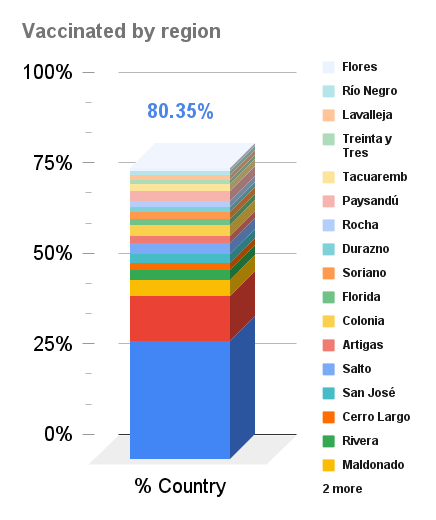 Vaccinated by region
100%
75%
50%
25%
0%
80.35%
% Country
Flores
Río Negro
Lavalleja
Treinta y
Tres
Tacuaremb
Paysandú
Rocha
Durazno
Soriano
Florida
Colonia
Artigas
Salto
San José
Cerro Largo
Rivera
Maldonado
2 more